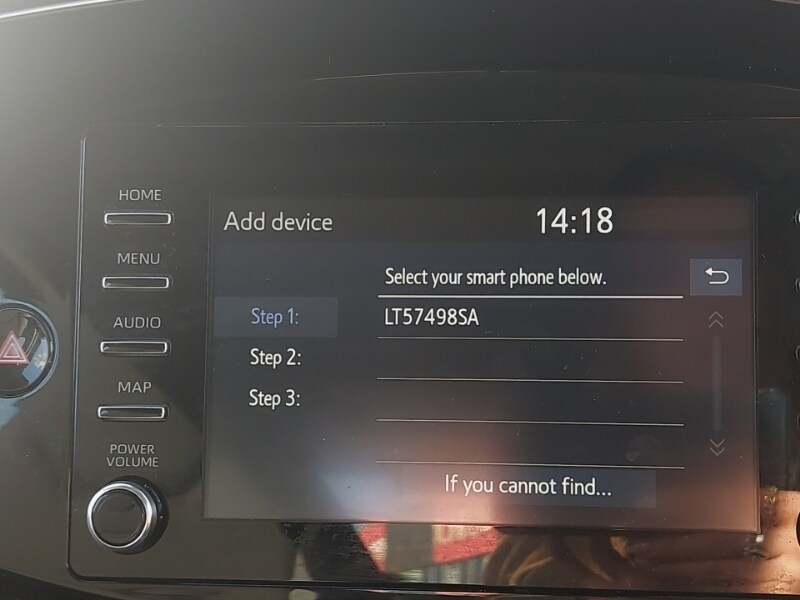 HOME
MENU
AUDIO
MAP
POWER
VOLUME
Add device
14:18
Select your smart phone below.
Step 1:
LT57498SA
Step 2:
Step 3:
If you cannot find...